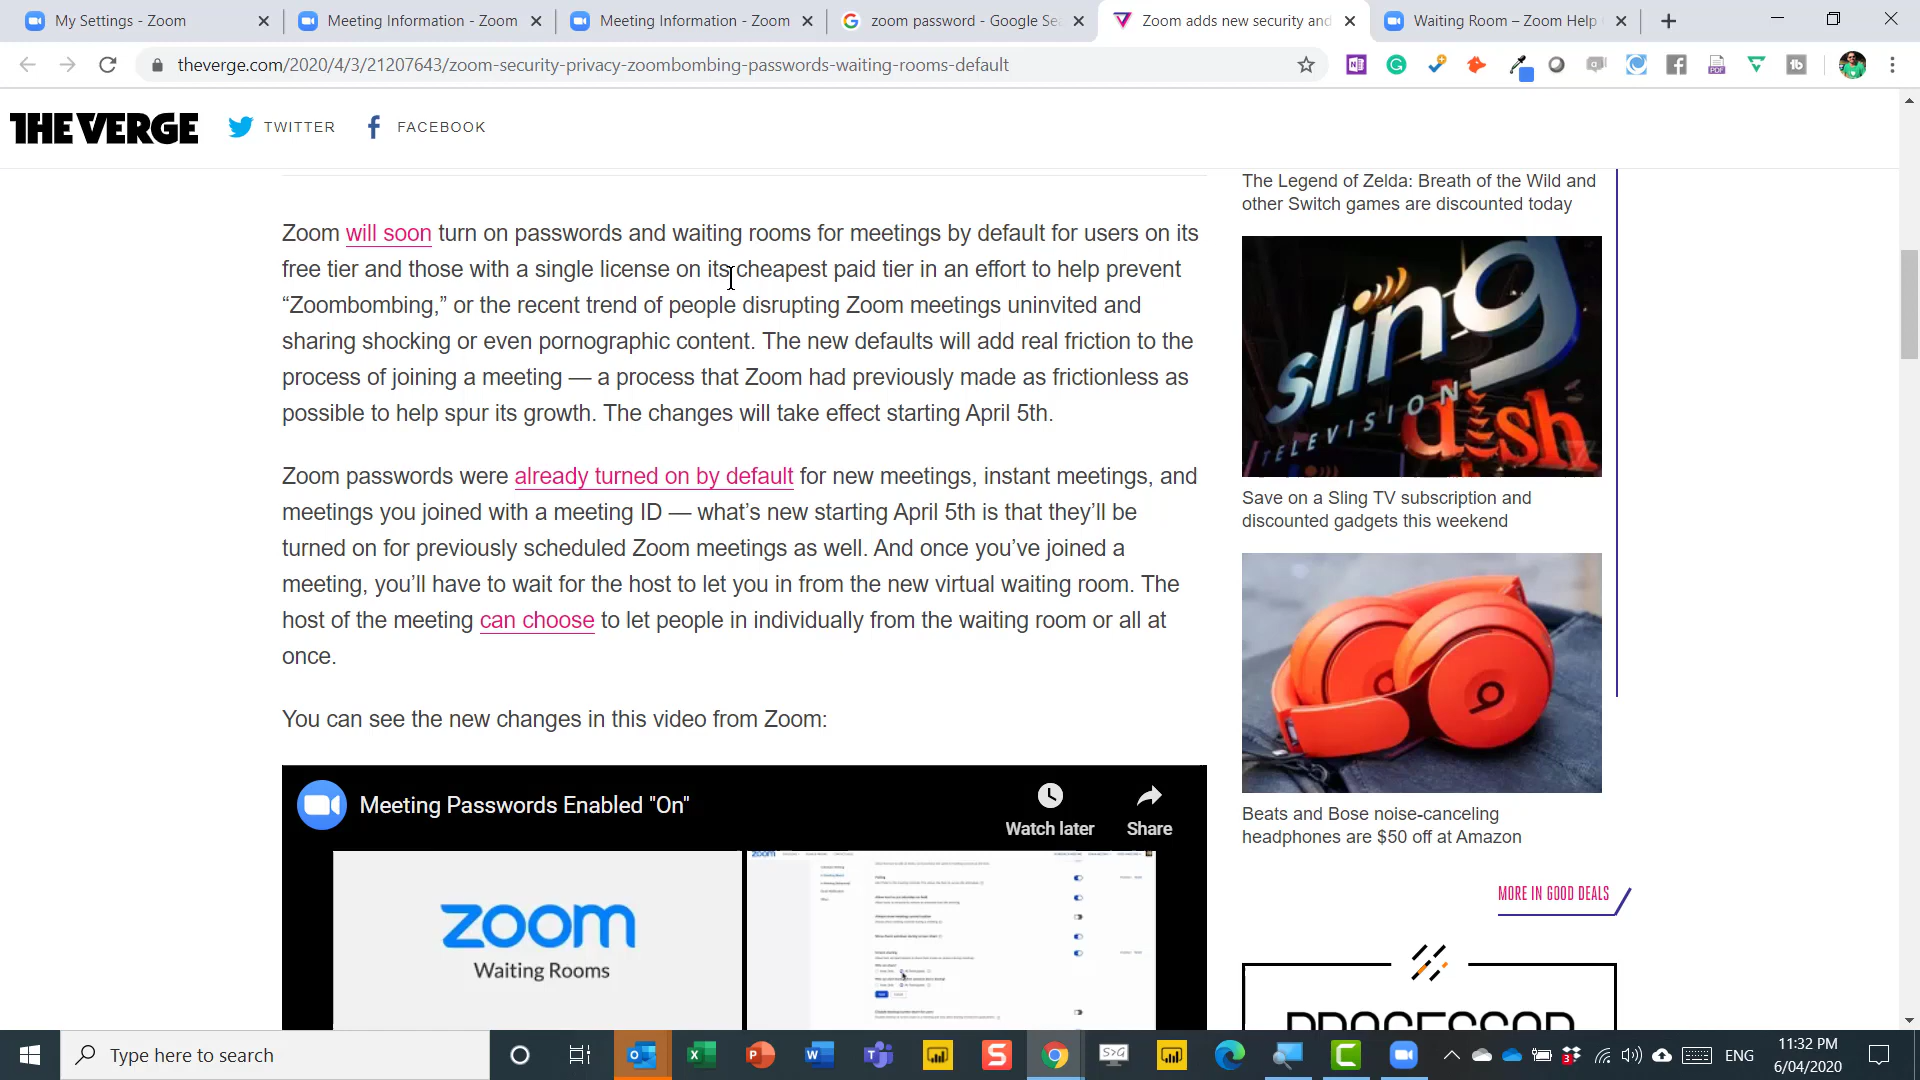 My Settings - Zoom
Meeting Information - Zoom
Meeting Information - Zoom
zoom password - Google Se
Zoom adds new security and
Waiting Room – Zoom Help
theverge.com/2020/4/3/21207643/zoom-security-privacy-zoombombing-passwords-waiting-rooms-default
THE VERGE
TWITTER
FACEBOOK
Zoom will soon turn on passwords and waiting rooms for meetings by default for users on its
free tier and those with a single license on its cheapest paid tier in an effort to help prevent
“Zoombombing,” or the recent trend of people disrupting Zoom meetings uninvited and
sharing shocking or even pornographic content. The new defaults will add real friction to the
process of joining a meeting — a process that Zoom had previously made as frictionless as
possible to help spur its growth. The changes will take effect starting April 5th.
Zoom passwords were already turned on by default for new meetings, instant meetings, and
meetings you joined with a meeting ID — what’s new starting April 5th is that they’ll be
turned on for previously scheduled Zoom meetings as well. And once you’ve joined a
meeting, you’ll have to wait for the host to let you in from the new virtual waiting room. The
host of the meeting can choose to let people in individually from the waiting room or all at
once.
You can see the new changes in this video from Zoom:
Meeting Passwords Enabled "On"
Watch later
Share
zoom
Waiting Rooms
zoom
The Legend of Zelda: Breath of the Wild and
other Switch games are discounted today
sling
TELEVISION
dish
Save on a Sling TV subscription and
discounted gadgets this weekend
Beats and Bose noise-canceling
headphones are $50 off at Amazon
MORE IN GOOD DEALS
PROCESSOR
Type here to search
S>G
ENG
11:32 PM
6/04/2020